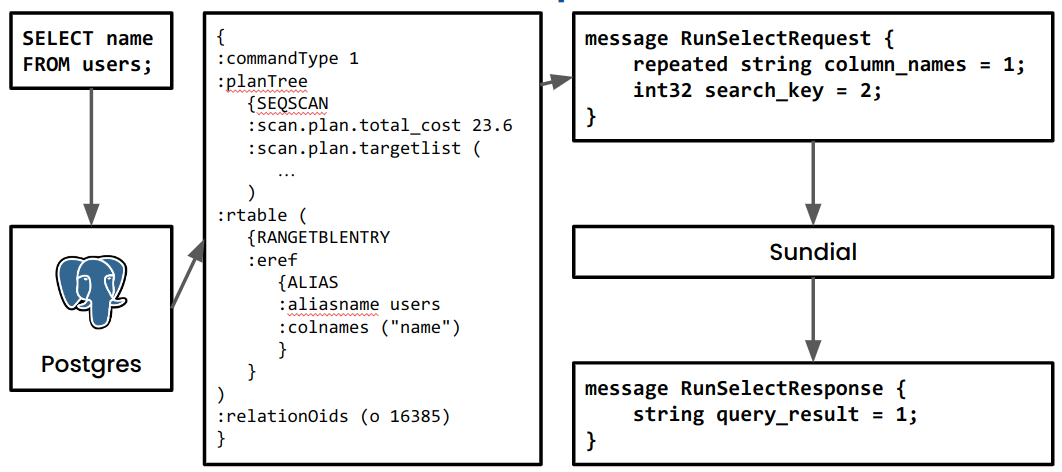 SELECT name
FROM users;
Postgres
{
:commandType 1
:planTree
{SEQSCAN
:scan.plan.total_cost 23.6
:scan.plan.targetlist (
...
)
:rtable (
{RANGETBLENTRY
:eref
{ALIAS
:aliasname users
:colnames ("name")
}
}
)
:relationOids (o 16385)
}
message RunSelectRequest {
repeated string column_names = 1;
int32 search_key = 2;
}
Sundial
message RunSelectResponse {
string query_result = 1;
}